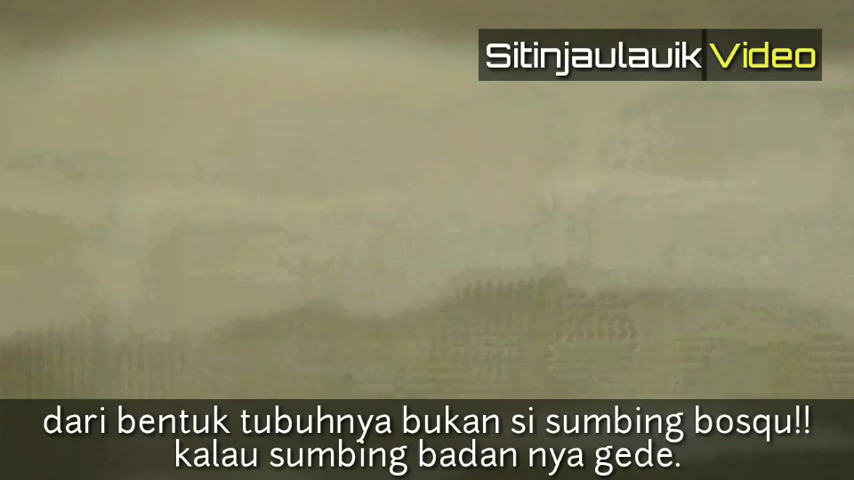 Sitinjaulauik Video
dari bentuk tubuhnya bukan si sumbing bosqu!!
kalau sumbing badan nya gede.